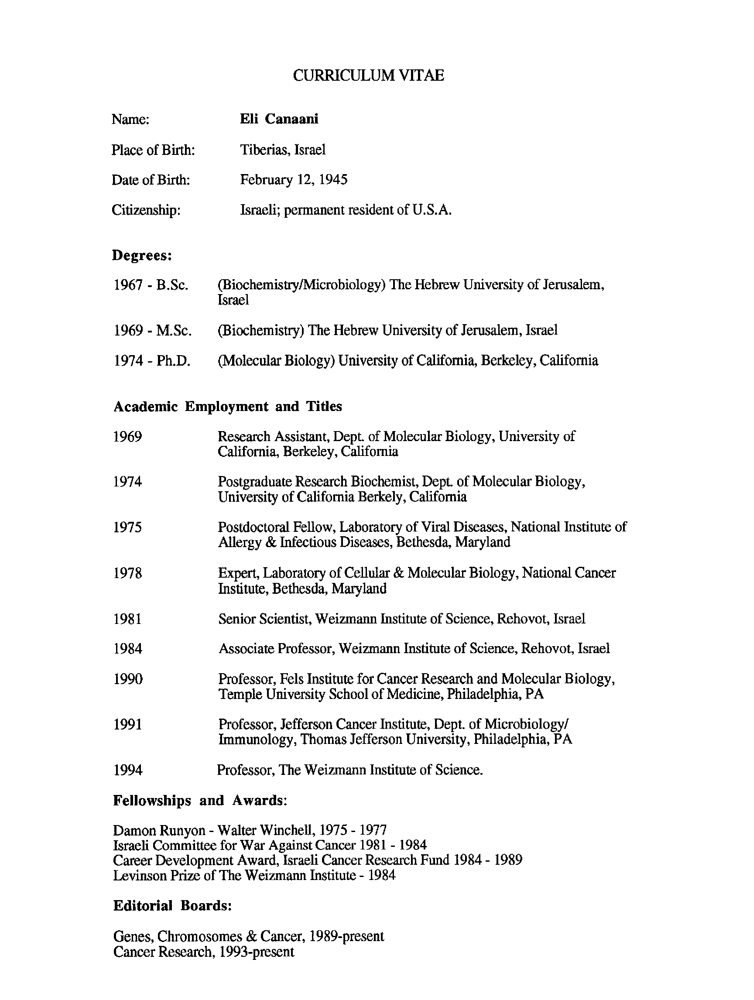 CURRICULUM VITAE
Name: Eli Canaani
Place of Birth: Tiberias, Israel
Date of Birth: February 12, 1945
Citizenship: Israeli; permanent resident of U.S.A.
Degrees:
1967 - B.Sc. (Biochemistry/Microbiology) The Hebrew University of Jerusalem,
Israel
1969 - M.Sc. (Biochemistry) The Hebrew University of Jerusalem, Israel
1974 - Ph.D. (Molecular Biology) University of California, Berkeley, California
Academic Employment and Titles
1969 Research Assistant, Dept. of Molecular Biology, University of
California, Berkeley, California
1974 Postgraduate Research Biochemist, Dept. of Molecular Biology,
University of California Berkely, California
1975 Postdoctoral Fellow, Laboratory of Viral Diseases, National Institute of
Allergy & Infectious Diseases, Bethesda, Maryland
1978 Expert, Laboratory of Cellular & Molecular Biology, National Cancer
Institute, Bethesda, Maryland
1981 Senior Scientist, Weizmann Institute of Science, Rehovot, Israel
1984 Associate Professor, Weizmann Institute of Science, Rehovot, Israel
1990 Professor, Fels Institute for Cancer Research and Molecular Biology,
Temple University School of Medicine, Philadelphia, PA
1991 Professor, Jefferson Cancer Institute, Dept. of Microbiology/
Immunology, Thomas Jefferson University, Philadelphia, PA
1994 Professor, The Weizmann Institute of Science.
Fellowships and Awards:
Damon Runyon - Walter Winchell, 1975 - 1977
Israeli Committee for War Against Cancer 1981 - 1984
Career Development Award, Israeli Cancer Research Fund 1984 - 1989
Levinson Prize of The Weizmann Institute - 1984
Editorial Boards:
Genes, Chromosomes & Cancer, 1989-present
Cancer Research, 1993-present